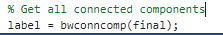 % Get all connected components
label = bwconncomp(final);